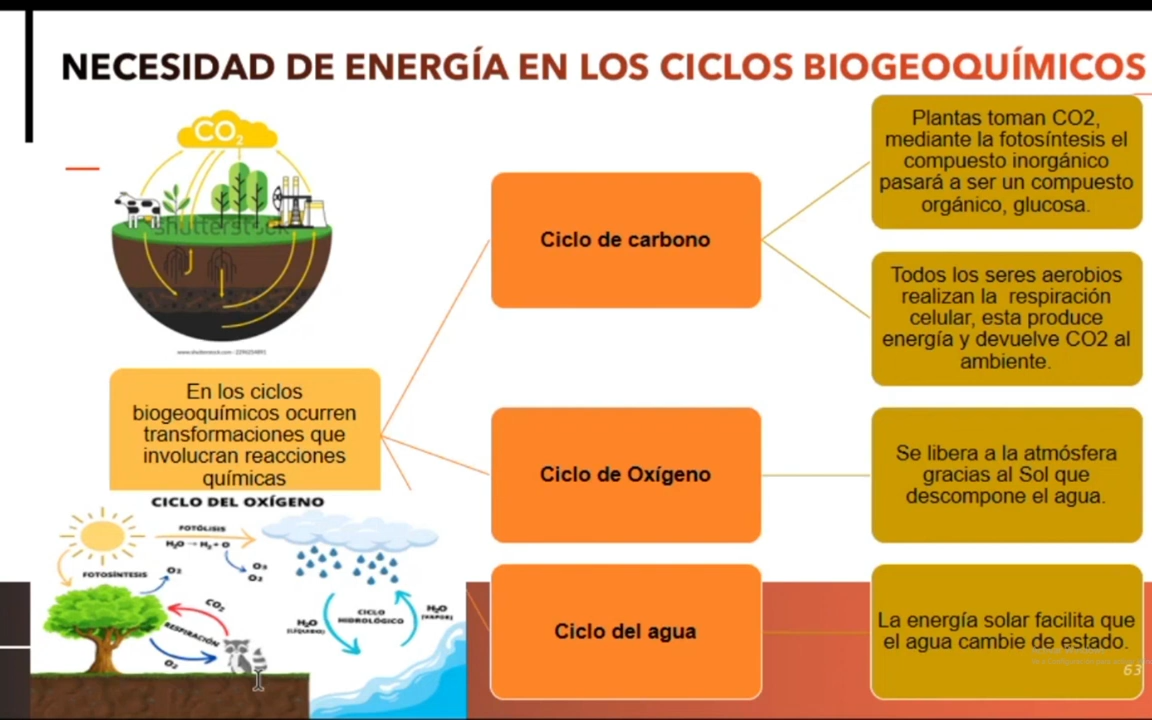 NECESIDAD DE ENERGÍA EN LOS CICLOS BIOGEOQUÍMICOS
CO2
shutterstock
www.shutterstock.com
En los ciclos
biogeoquímicos ocurren
transformaciones que
involucran reacciones
químicas
Ciclo de carbono
Plantas toman CO2,
mediante la fotosíntesis el
compuesto inorgánico
pasará a ser un compuesto
orgánico, glucosa.
Todos los seres aerobios
realizan la respiración
celular, esta produce
energía y devuelve CO2 al
ambiente.
Ciclo de Oxígeno
Se libera a la atmósfera
gracias al Sol que
descompone el agua.
Ciclo del agua
La energía solar facilita que
el agua cambie de estado.
CICLO DEL OXÍGENO
FOTÓLISIS
H2O → H2 + O
O3
O2
FOTOSÍNTESIS
O2
CO2
RESPIRACIÓN
O2
H2O
(LÍQUIDO)
CICLO
HIDROLÓGICO
H2O
(VAPOR)
63